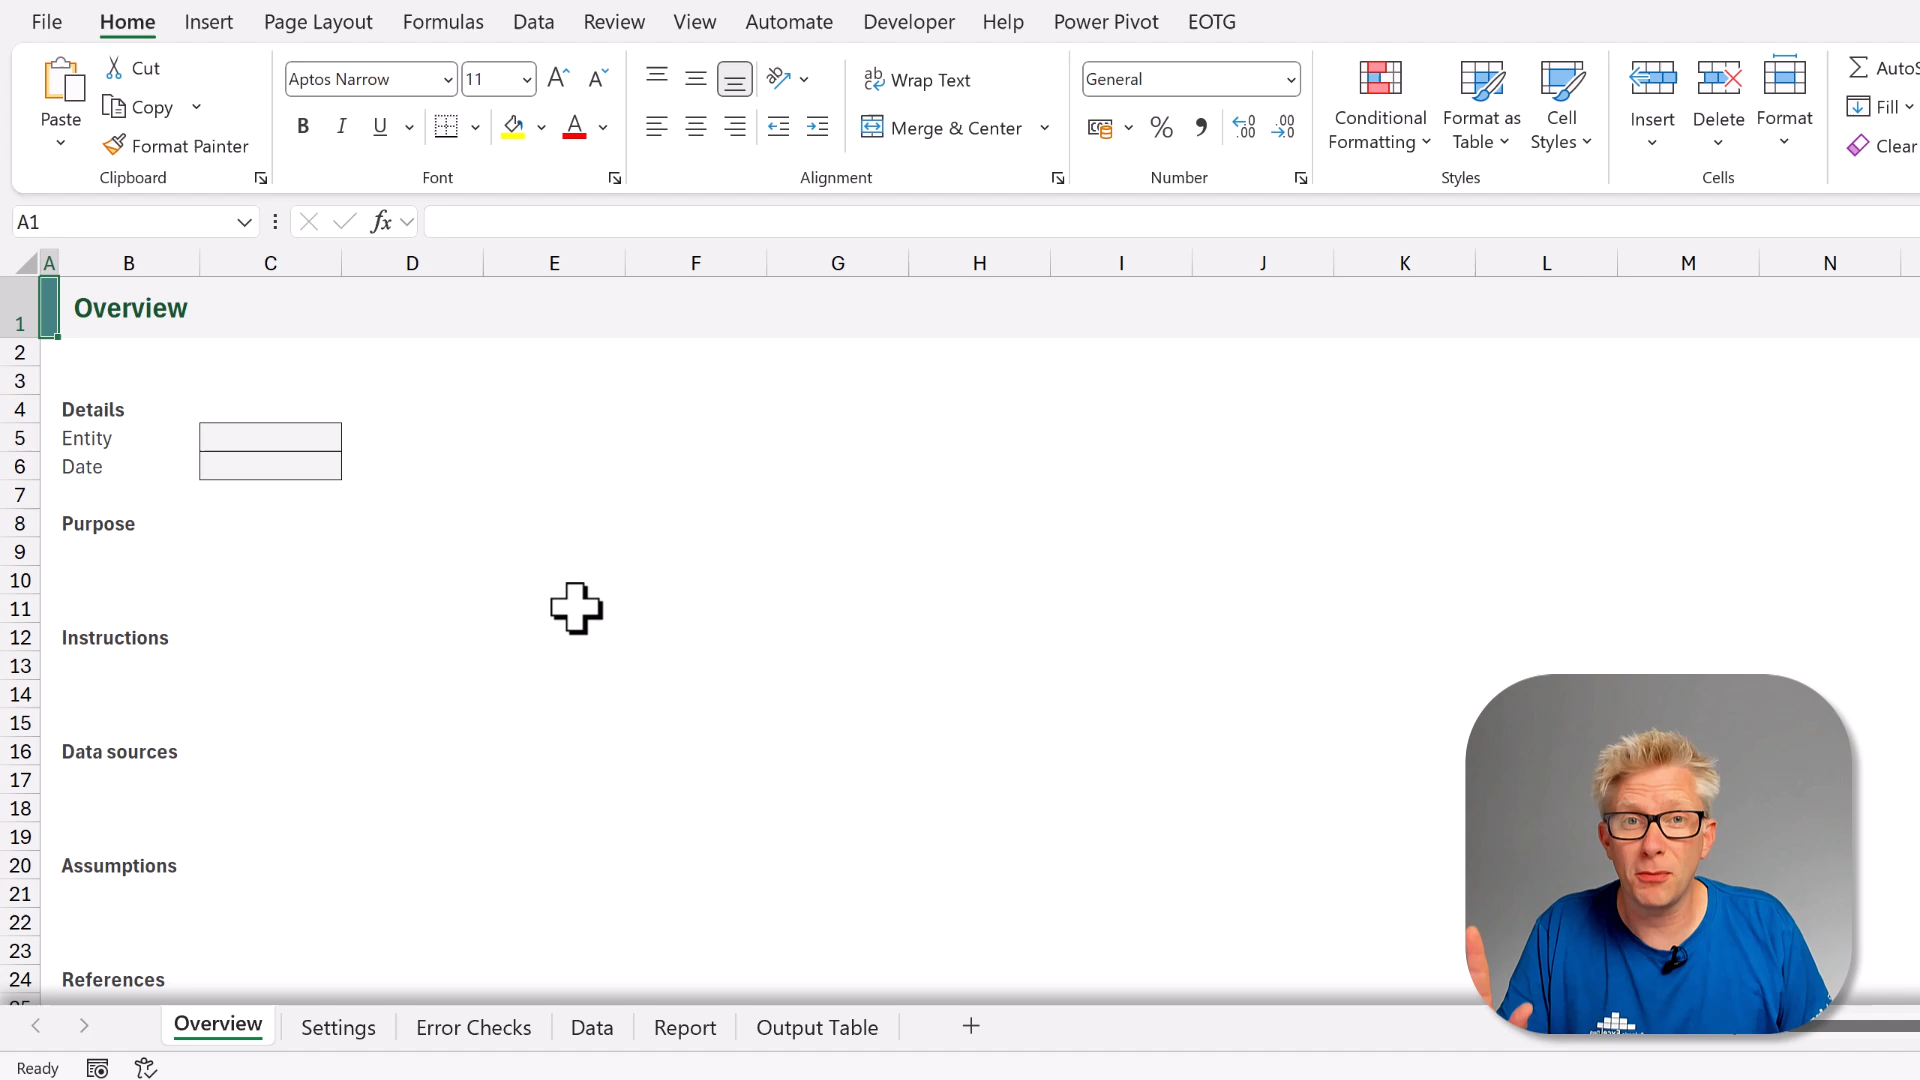 File Home Insert Page Layout Formulas Data Review View Automate Developer Help Power Pivot EOTG
Paste
Cut
Copy
Format Painter
Clipboard
Aptos Narrow 11
B I U
Font
Wrap Text
Merge & Center
Alignment
General
Number
Conditional Formatting
Format as Table
Cell Styles
Styles
Insert
Delete
Format
Cells
AutoS
Fill
Clear
A1
fx
A B C D E F G H I J K L M N
1 Overview
2
3
4 Details
5 Entity
6 Date
7
8 Purpose
9
10
11
12 Instructions
13
14
15
16 Data sources
17
18
19
20 Assumptions
21
22
23
24 References
Overview Settings Error Checks Data Report Output Table
Ready